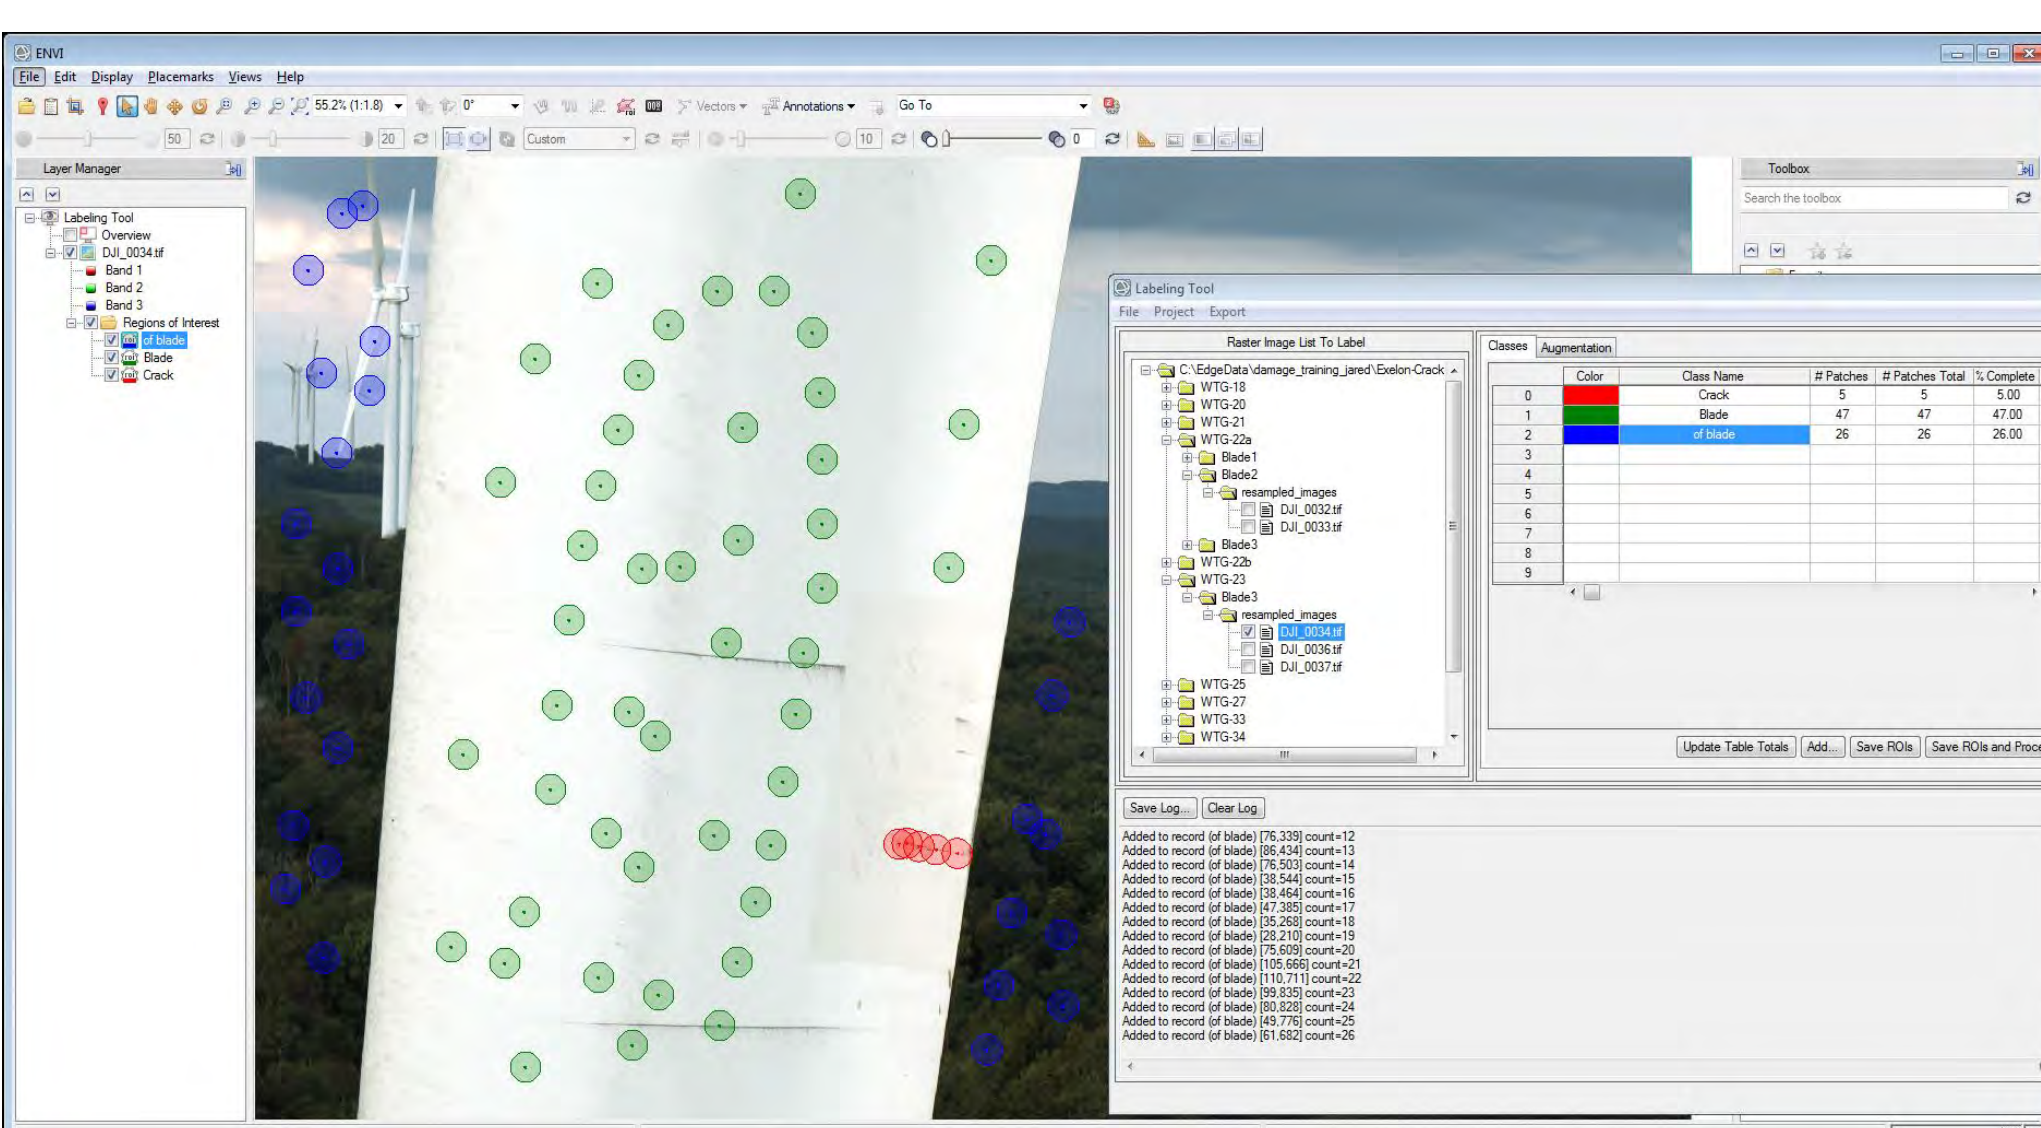 ENVI
File Edit Display Placemarks Views Help
55.2% (1:1.8) 0° Vectors Annotations Go To
50 20 Custom 10 0
Layer Manager
Labeling Tool
Overview
DJI_0034.tif
Band 1
Band 2
Band 3
Regions of Interest
of blade
Blade
Crack
Toolbox
Search the toolbox
Labeling Tool
File Project Export
Raster Image List To Label
C:\EdgeData\damage_training_jared\Exelon-Crack
WTG-18
WTG-20
WTG-21
WTG-22a
Blade1
Blade2
resampled_images
DJI_0032.tif
DJI_0033.tif
Blade3
WTG-22b
WTG-23
Blade3
resampled_images
DJI_0034.tif
DJI_0036.tif
DJI_0037.tif
WTG-25
WTG-27
WTG-33
WTG-34
Classes Augmentation
Color Class Name # Patches # Patches Total % Complete
0 Crack 5 5 5.00
1 Blade 47 47 47.00
2 of blade 26 26 26.00
3
4
5
6
7
8
9
Update Table Totals Add... Save ROIs Save ROIs and Proce
Save Log... Clear Log
Added to record (of blade) [76,339] count=12
Added to record (of blade) [86,434] count=13
Added to record (of blade) [76,503] count=14
Added to record (of blade) [38,544] count=15
Added to record (of blade) [38,464] count=16
Added to record (of blade) [47,385] count=17
Added to record (of blade) [35,268] count=18
Added to record (of blade) [28,210] count=19
Added to record (of blade) [75,609] count=20
Added to record (of blade) [105,666] count=21
Added to record (of blade) [110,711] count=22
Added to record (of blade) [99,835] count=23
Added to record (of blade) [80,828] count=24
Added to record (of blade) [49,776] count=25
Added to record (of blade) [61,682] count=26